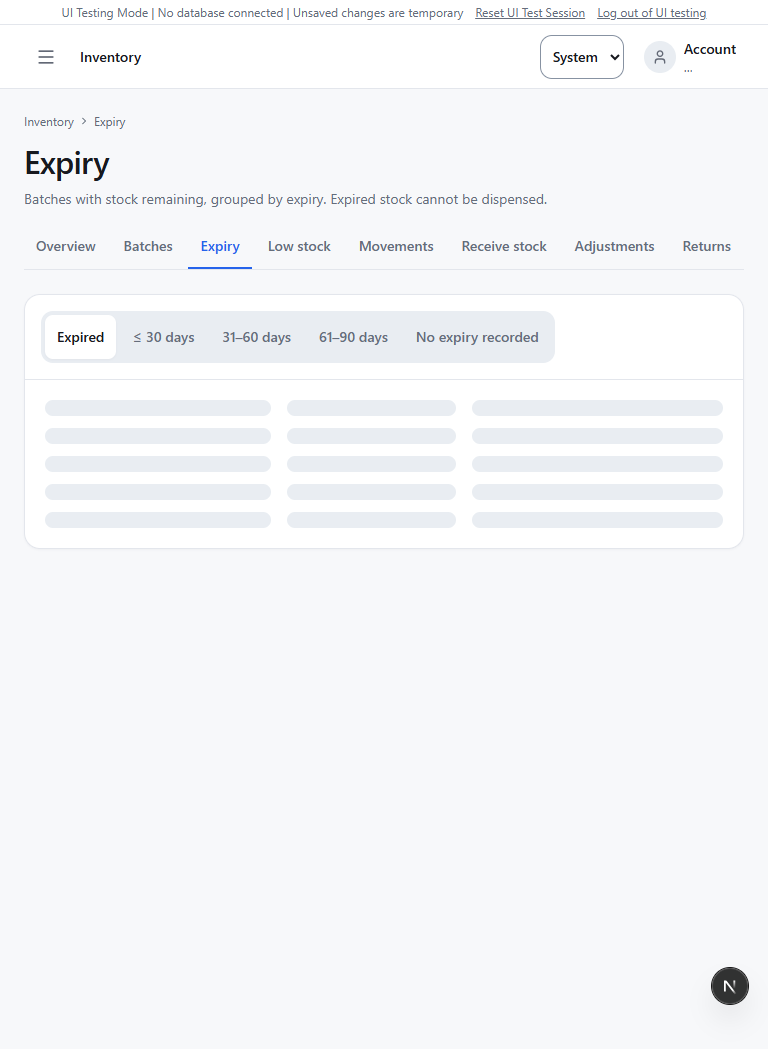 UI Testing Mode | No database connected | Unsaved changes are temporary Reset UI Test Session Log out of UI testing
Inventory
System
Account
...
Inventory > Expiry
Expiry
Batches with stock remaining, grouped by expiry. Expired stock cannot be dispensed.
Overview Batches Expiry Low stock Movements Receive stock Adjustments Returns
Expired ≤ 30 days 31–60 days 61–90 days No expiry recorded
N